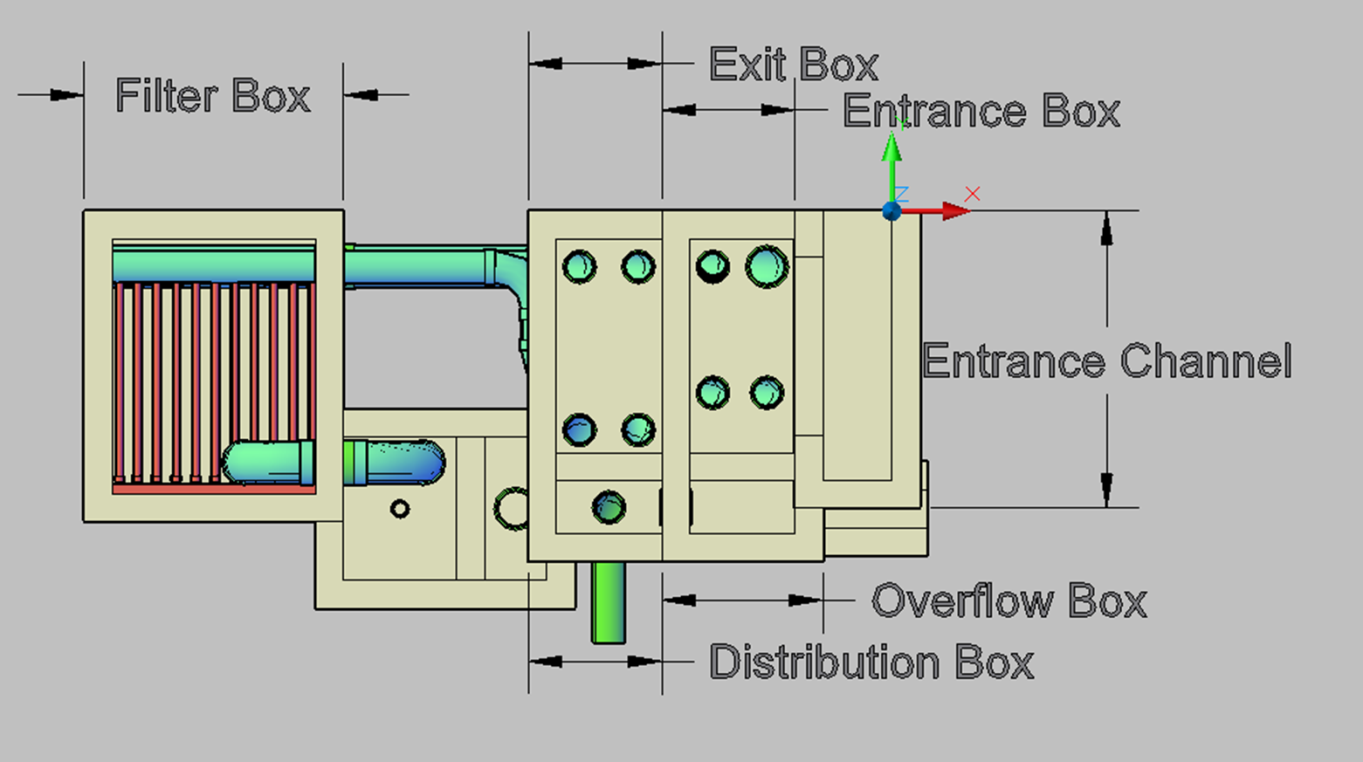 Exit Box
Filter Box
Entrance Box
Y
Z
X
Entrance Channel
Overflow Box
Distribution Box